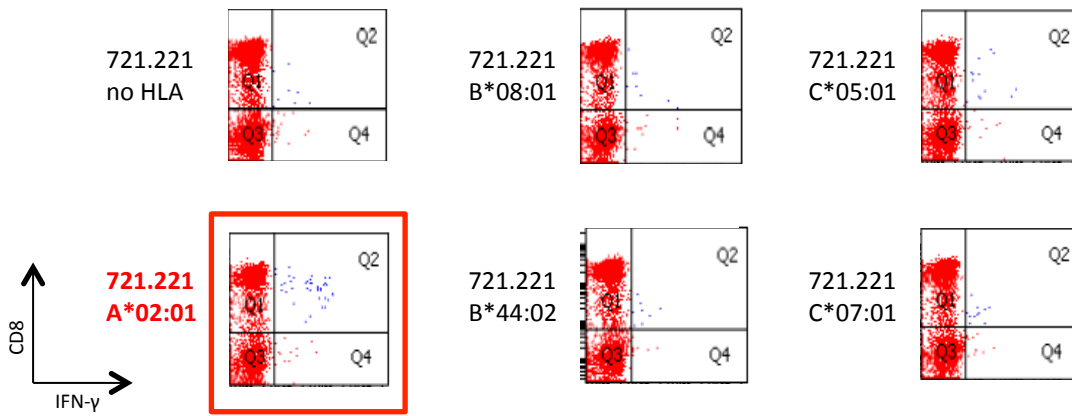 721.221
no HLA
Q1
Q2
Q3
Q4
721.221
B*08:01
Q1
Q2
Q3
Q4
721.221
C*05:01
Q1
Q2
Q3
Q4
CD8
IFN-γ
721.221
A*02:01
Q1
Q2
Q3
Q4
721.221
B*44:02
Q1
Q2
Q3
Q4
721.221
C*07:01
Q1
Q2
Q3
Q4